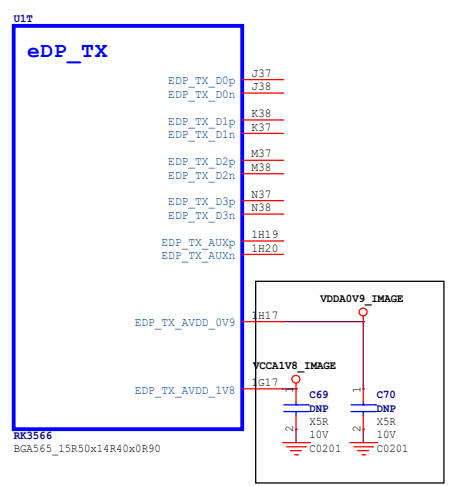 U1T
eDP_TX
EDP_TX_D0p J37
EDP_TX_D0n J38
EDP_TX_D1p K38
EDP_TX_D1n K37
EDP_TX_D2p M37
EDP_TX_D2n M38
EDP_TX_D3p N37
EDP_TX_D3n N38
EDP_TX_AUXp 1H19
EDP_TX_AUXn 1H20
VDDA0V9_IMAGE
EDP_TX_AVDD_0V9 1H17
VCCA1V8_IMAGE
EDP_TX_AVDD_1V8 1G17
1 C69 1 C70
DNP DNP
X5R X5R
2 10V 2 10V
C0201 C0201
RK3566
BGA565_15R50x14R40x0R90